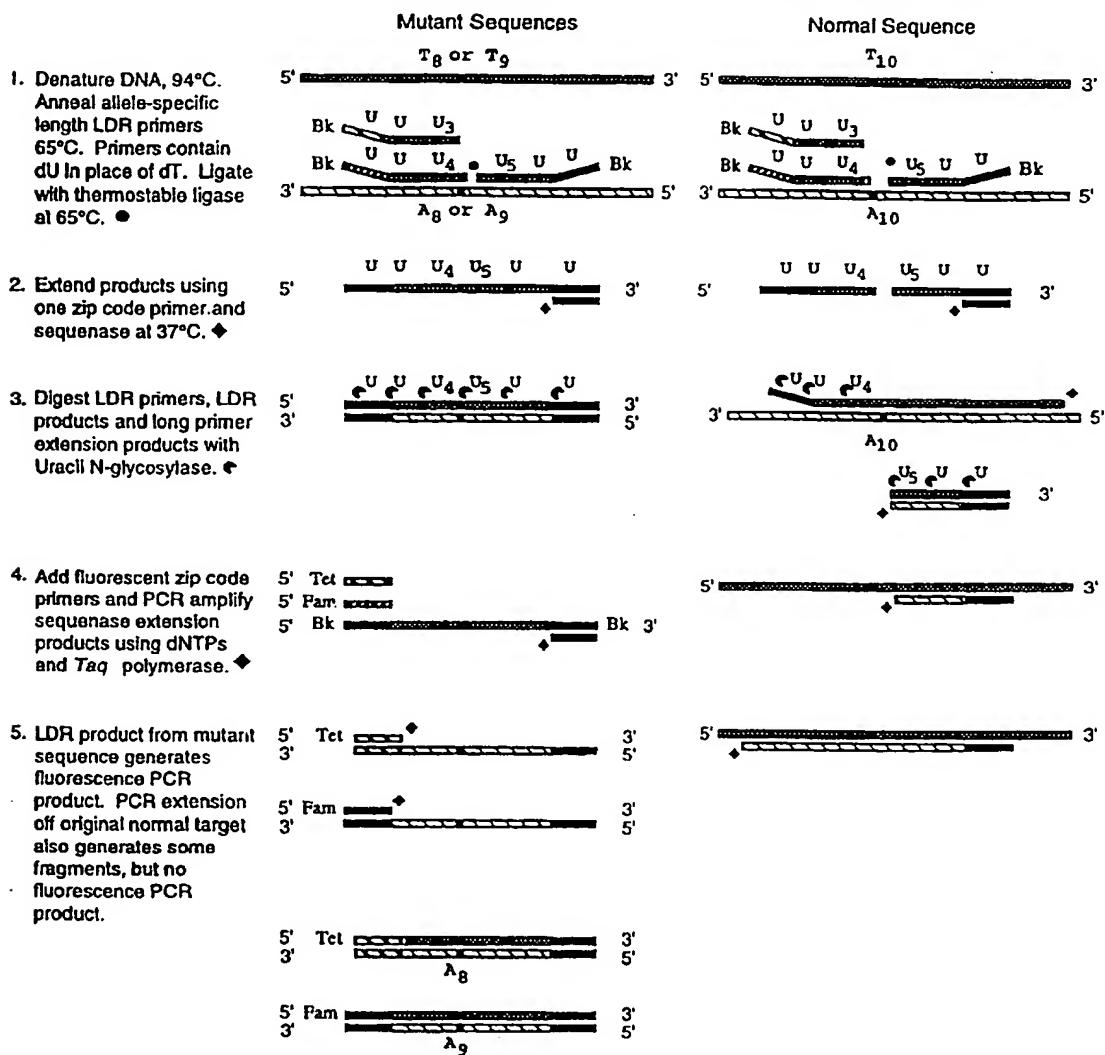 Mutant Sequences
Normal Sequence
T8 or T9
T10
5' 3' 5' 3'
1. Denature DNA, 94°C.
Anneal allele-specific
length LDR primers
65°C. Primers contain
dU in place of dT. Ligate
with thermostable ligase
at 65°C. ●
U U U3
Bk
U U U4 U5 U U
Bk Bk
3' 5'
A8 or A9
U U U3
Bk
U U U4 U5 U U
Bk Bk
3' 5'
A10
2. Extend products using
one zip code primer and
sequenase at 37°C. ◆
U U U4 U5 U U
5' 3'
U U U4 U5 U U
5' 3'
3. Digest LDR primers, LDR
products and long primer
extension products with
Uracil N-glycosylase.
U U U4 U5 U U
5' 3'
3' 5'
U U U4
3' 5'
A10
U5 U U
3'
4. Add fluorescent zip code
primers and PCR amplify
sequenase extension
products using dNTPs
and Taq polymerase. ◆
5' Tet
5' Fam
5' Bk Bk 3'
5' 3'
5. LDR product from mutant
sequence generates
fluorescence PCR
product. PCR extension
off original normal target
also generates some
fragments, but no
fluorescence PCR
product.
5' Tet 3'
3' 5'
5' Fam 3'
3' 5'
5' 3'
5' Tet 3'
3' 5'
A8
5' Fam 3'
3' 5'
A9